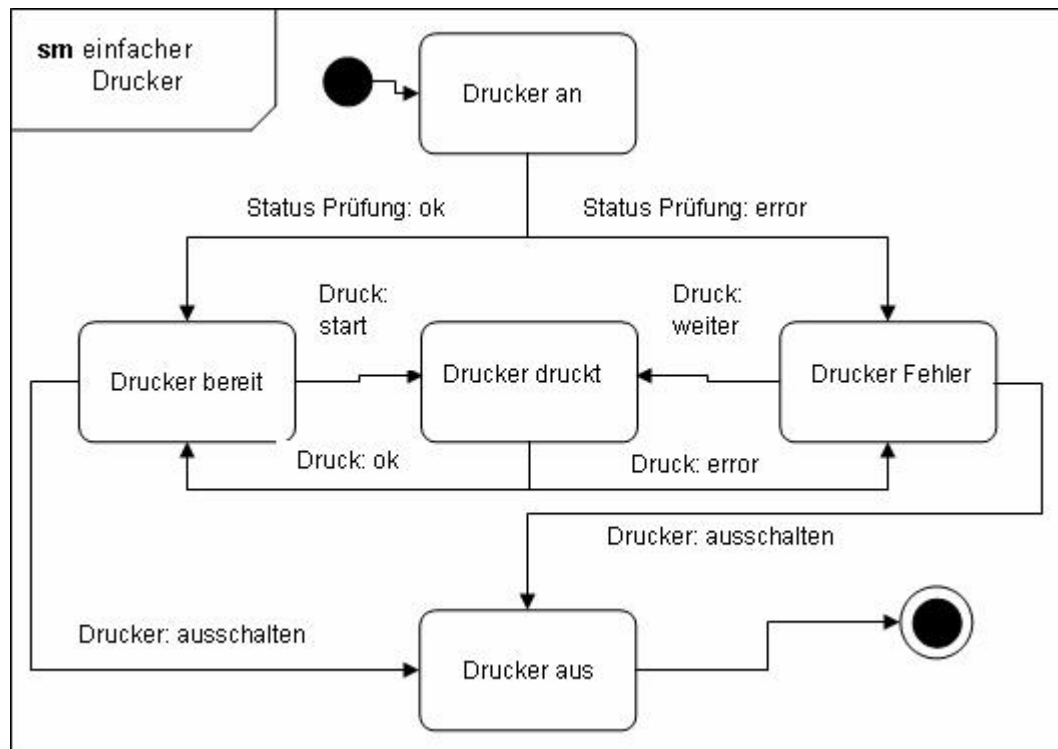 sm einfacher
Drucker
Drucker an
Status Prüfung: ok
Status Prüfung: error
Druck:
start
Druck:
weiter
Drucker bereit
Drucker druckt
Drucker Fehler
Druck: ok
Druck: error
Drucker: ausschalten
Drucker: ausschalten
Drucker aus